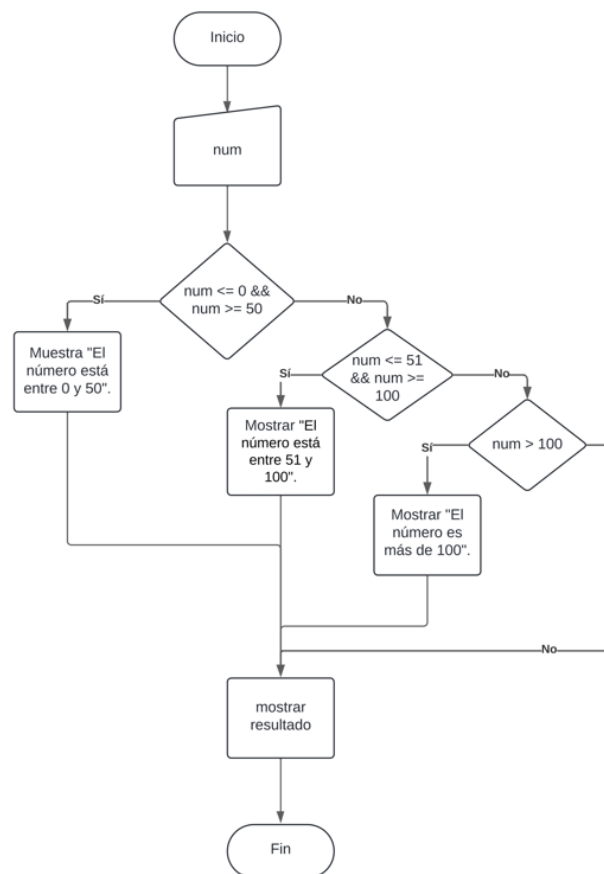 Inicio
num
num <= 0 &&
num >= 50
Sí
No
Muestra "El
número está
entre 0 y 50".
num <= 51
&& num >=
100
Sí
No
Mostrar "El
número está
entre 51 y
100".
num > 100
Sí
Mostrar "El
número es
más de 100".
No
mostrar
resultado
Fin